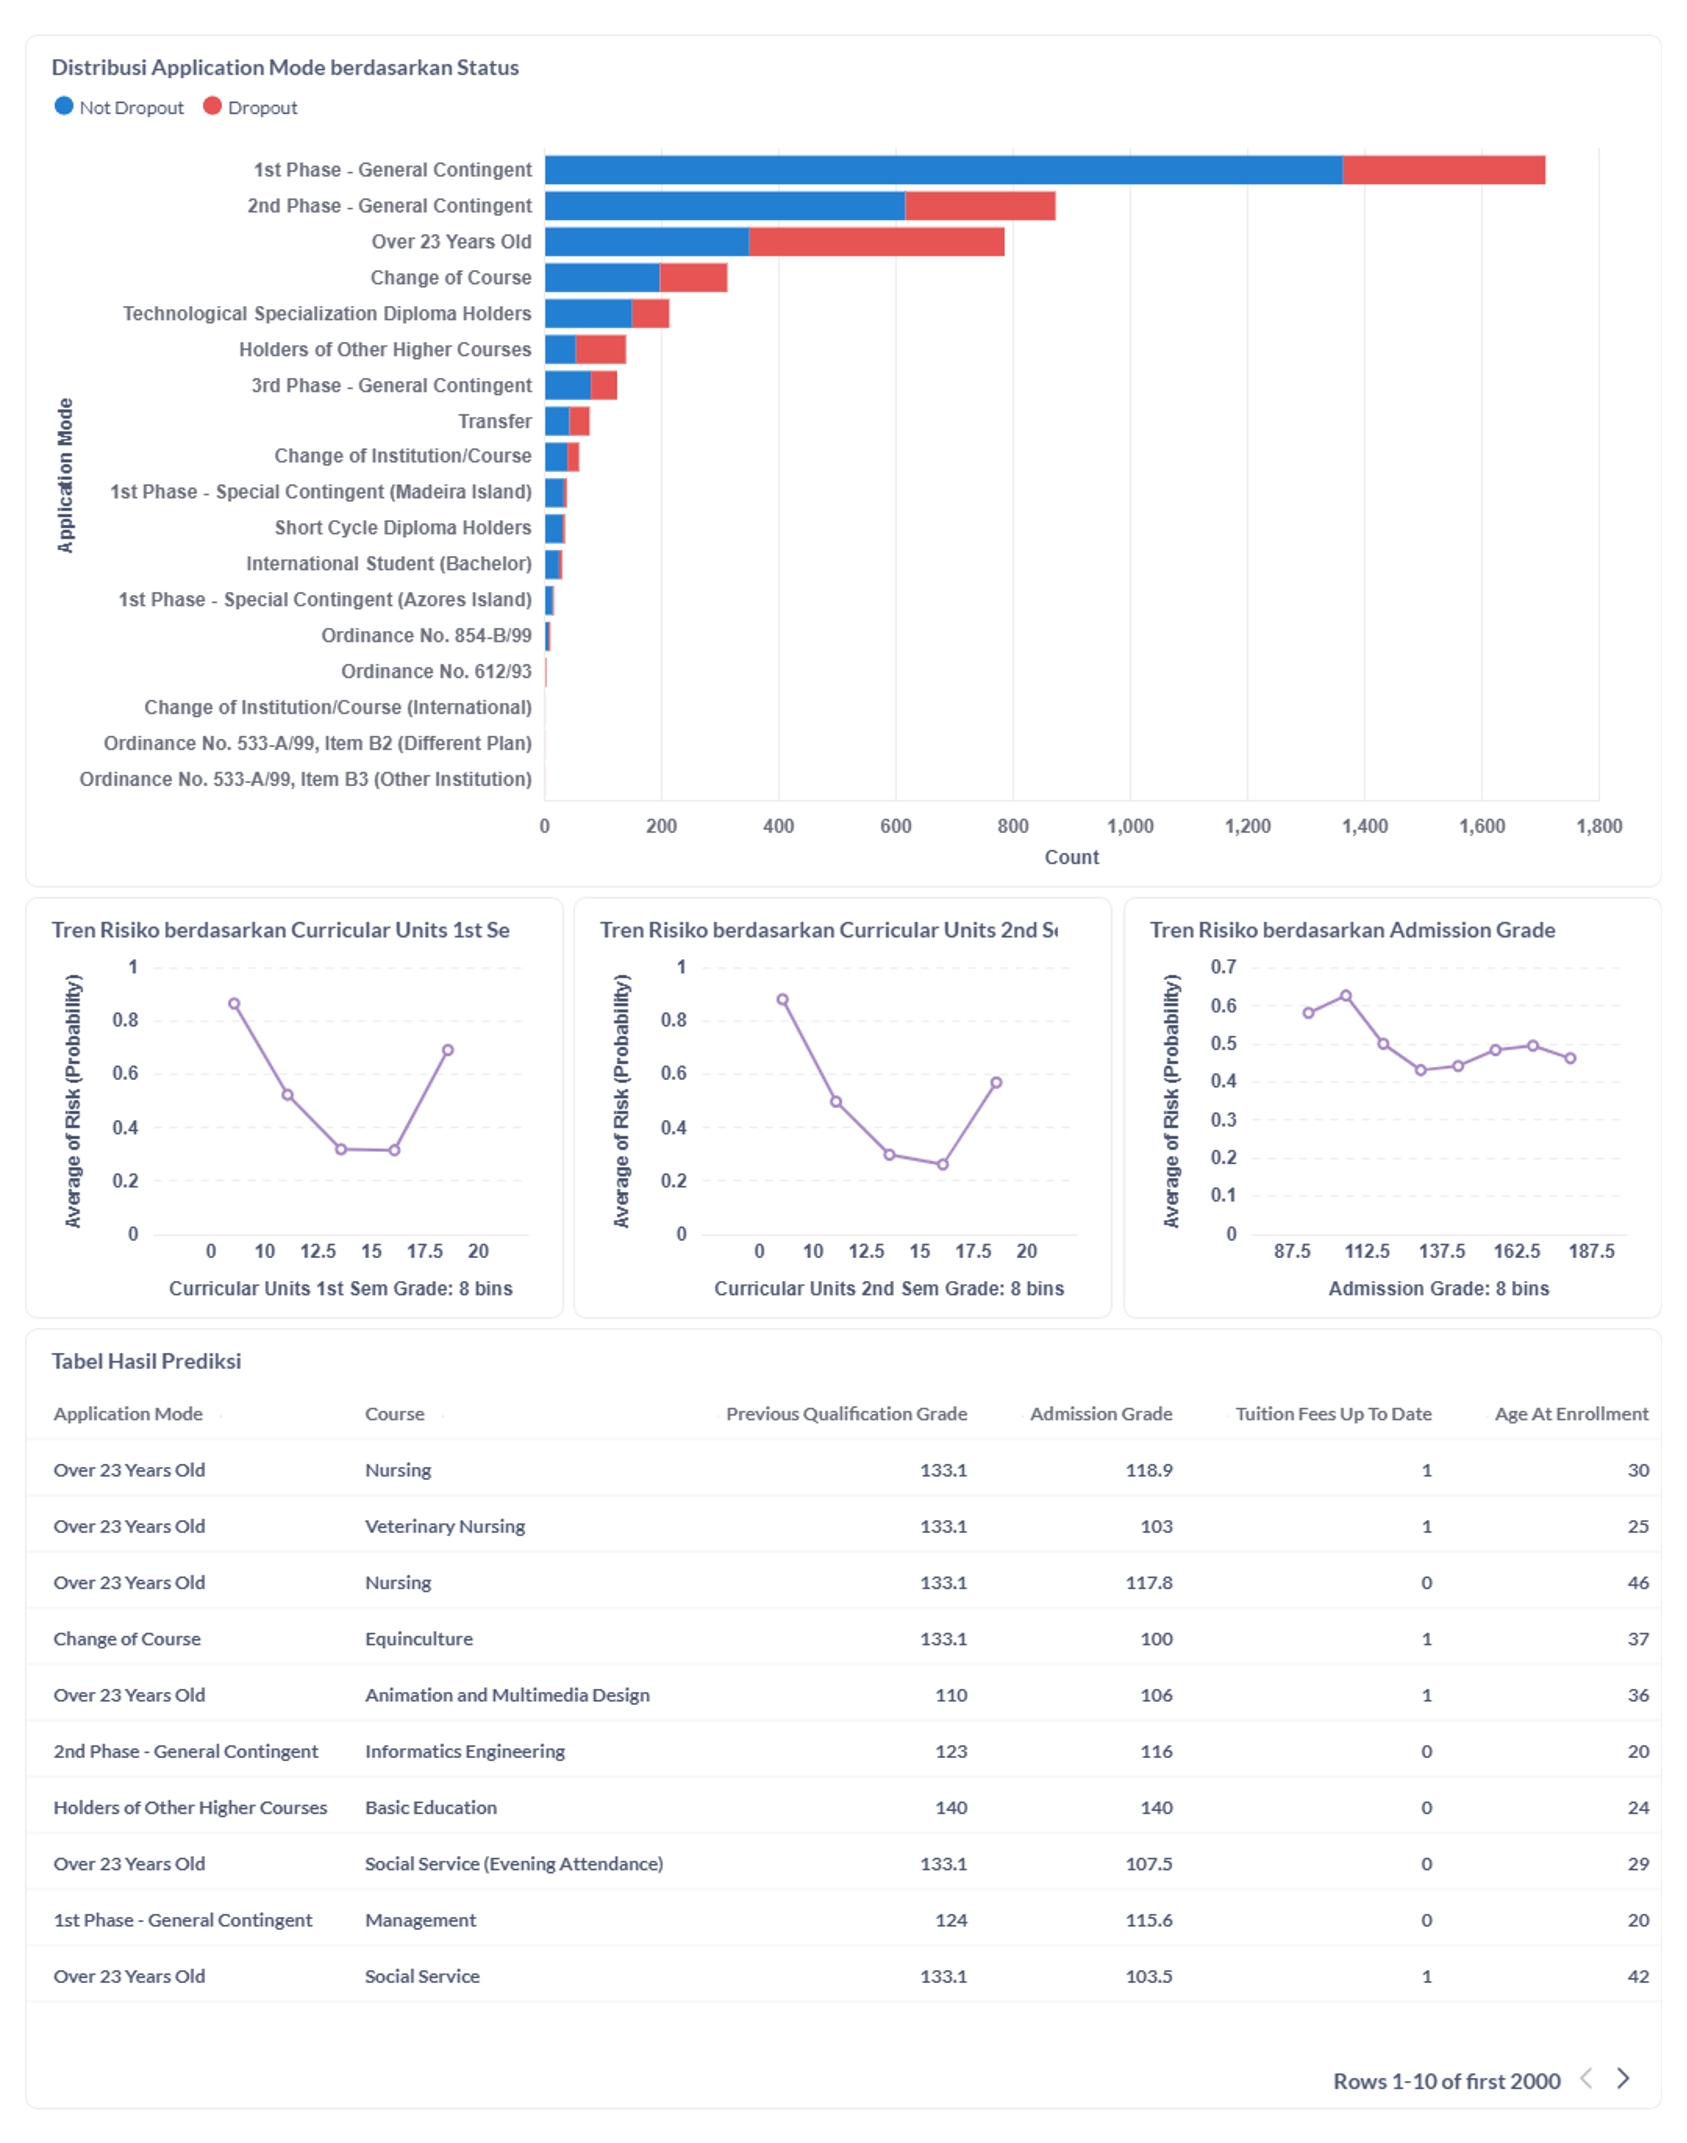 Distribusi Application Mode berdasarkan Status
Not Dropout Dropout
Application Mode
1st Phase - General Contingent
2nd Phase - General Contingent
Over 23 Years Old
Change of Course
Technological Specialization Diploma Holders
Holders of Other Higher Courses
3rd Phase - General Contingent
Transfer
Change of Institution/Course
1st Phase - Special Contingent (Madeira Island)
Short Cycle Diploma Holders
International Student (Bachelor)
1st Phase - Special Contingent (Azores Island)
Ordinance No. 854-B/99
Ordinance No. 612/93
Change of Institution/Course (International)
Ordinance No. 533-A/99, Item B2 (Different Plan)
Ordinance No. 533-A/99, Item B3 (Other Institution)
0 200 400 600 800 1,000 1,200 1,400 1,600 1,800
Count
Tren Risiko berdasarkan Curricular Units 1st Se
Average of Risk (Probability)
1
0.8
0.6
0.4
0.2
0
0 10 12.5 15 17.5 20
Curricular Units 1st Sem Grade: 8 bins
Tren Risiko berdasarkan Curricular Units 2nd Se
Average of Risk (Probability)
1
0.8
0.6
0.4
0.2
0
0 10 12.5 15 17.5 20
Curricular Units 2nd Sem Grade: 8 bins
Tren Risiko berdasarkan Admission Grade
Average of Risk (Probability)
0.7
0.6
0.5
0.4
0.3
0.2
0.1
0
87.5 112.5 137.5 162.5 187.5
Admission Grade: 8 bins
Tabel Hasil Prediksi
Application Mode Course Previous Qualification Grade Admission Grade Tuition Fees Up To Date Age At Enrollment
Over 23 Years Old Nursing 133.1 118.9 1 30
Over 23 Years Old Veterinary Nursing 133.1 103 1 25
Over 23 Years Old Nursing 133.1 117.8 0 46
Change of Course Equinculture 133.1 100 1 37
Over 23 Years Old Animation and Multimedia Design 110 106 1 36
2nd Phase - General Contingent Informatics Engineering 123 116 0 20
Holders of Other Higher Courses Basic Education 140 140 0 24
Over 23 Years Old Social Service (Evening Attendance) 133.1 107.5 0 29
1st Phase - General Contingent Management 124 115.6 0 20
Over 23 Years Old Social Service 133.1 103.5 1 42
Rows 1-10 of first 2000